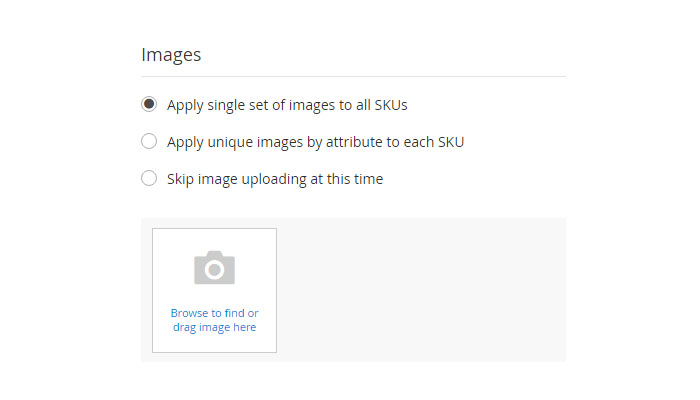 Images
Apply single set of images to all SKUs
Apply unique images by attribute to each SKU
Skip image uploading at this time
Browse to find or
drag image here